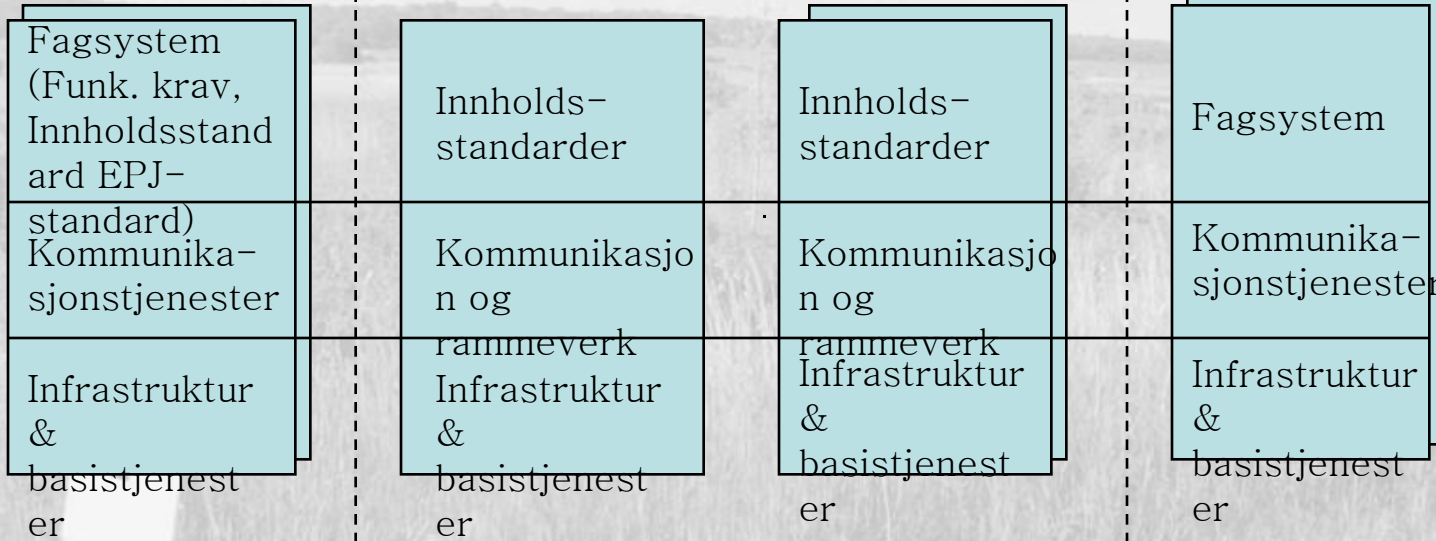 Fagsystem
(Funk. krav,
Innholdsstand
ard EPJ-
standard)
Kommunika-
sjonstjenester
Infrastruktur
&
basistjenest
er
Innholds-
standarder
Kommunikasjo
n og
rammeverk
Infrastruktur
&
basistjenest
er
Innholds-
standarder
Kommunikasjo
n og
rammeverk
Infrastruktur
&
basistjenest
er
Fagsystem
Kommunika-
sjonstjenester
Infrastruktur
&
basistjenest
er